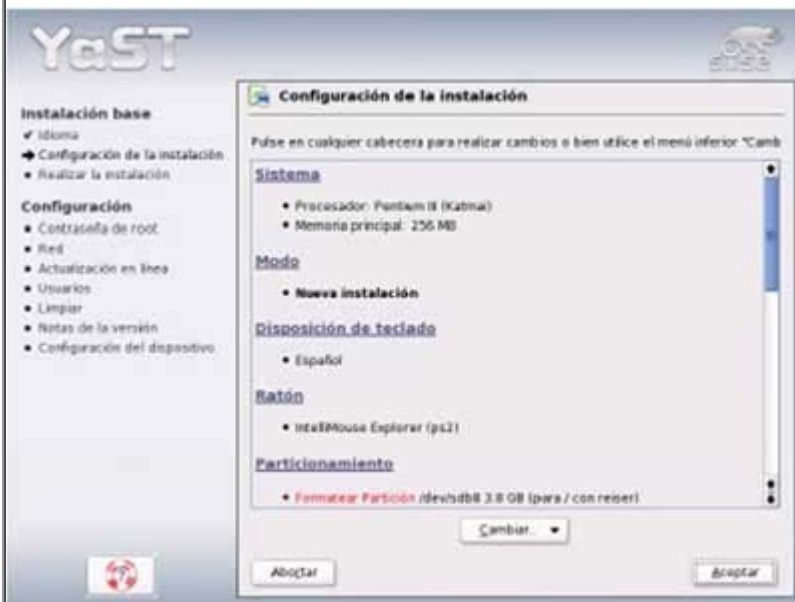 YaST
SUSE
Instalación base
Idioma
Configuración de la instalación
Realizar la instalación
Configuración
Contraseña de root
Red
Actualización en línea
Usuarios
Limpiar
Notas de la versión
Configuración del dispositivo
Configuración de la instalación
Pulse en cualquier cabecera para realizar cambios o bien utilice el menú inferior "Camb
Sistema
Procesador: Pentium III (Katmai)
Memoria principal: 256 MB
Modo
Nueva instalación
Disposición de teclado
Español
Ratón
IntelliMouse Explorer (ps2)
Particionamiento
Formatear Partición /dev/sdb8 3.8 GB (para / con reiser)
Cambiar...
Abortar
Aceptar